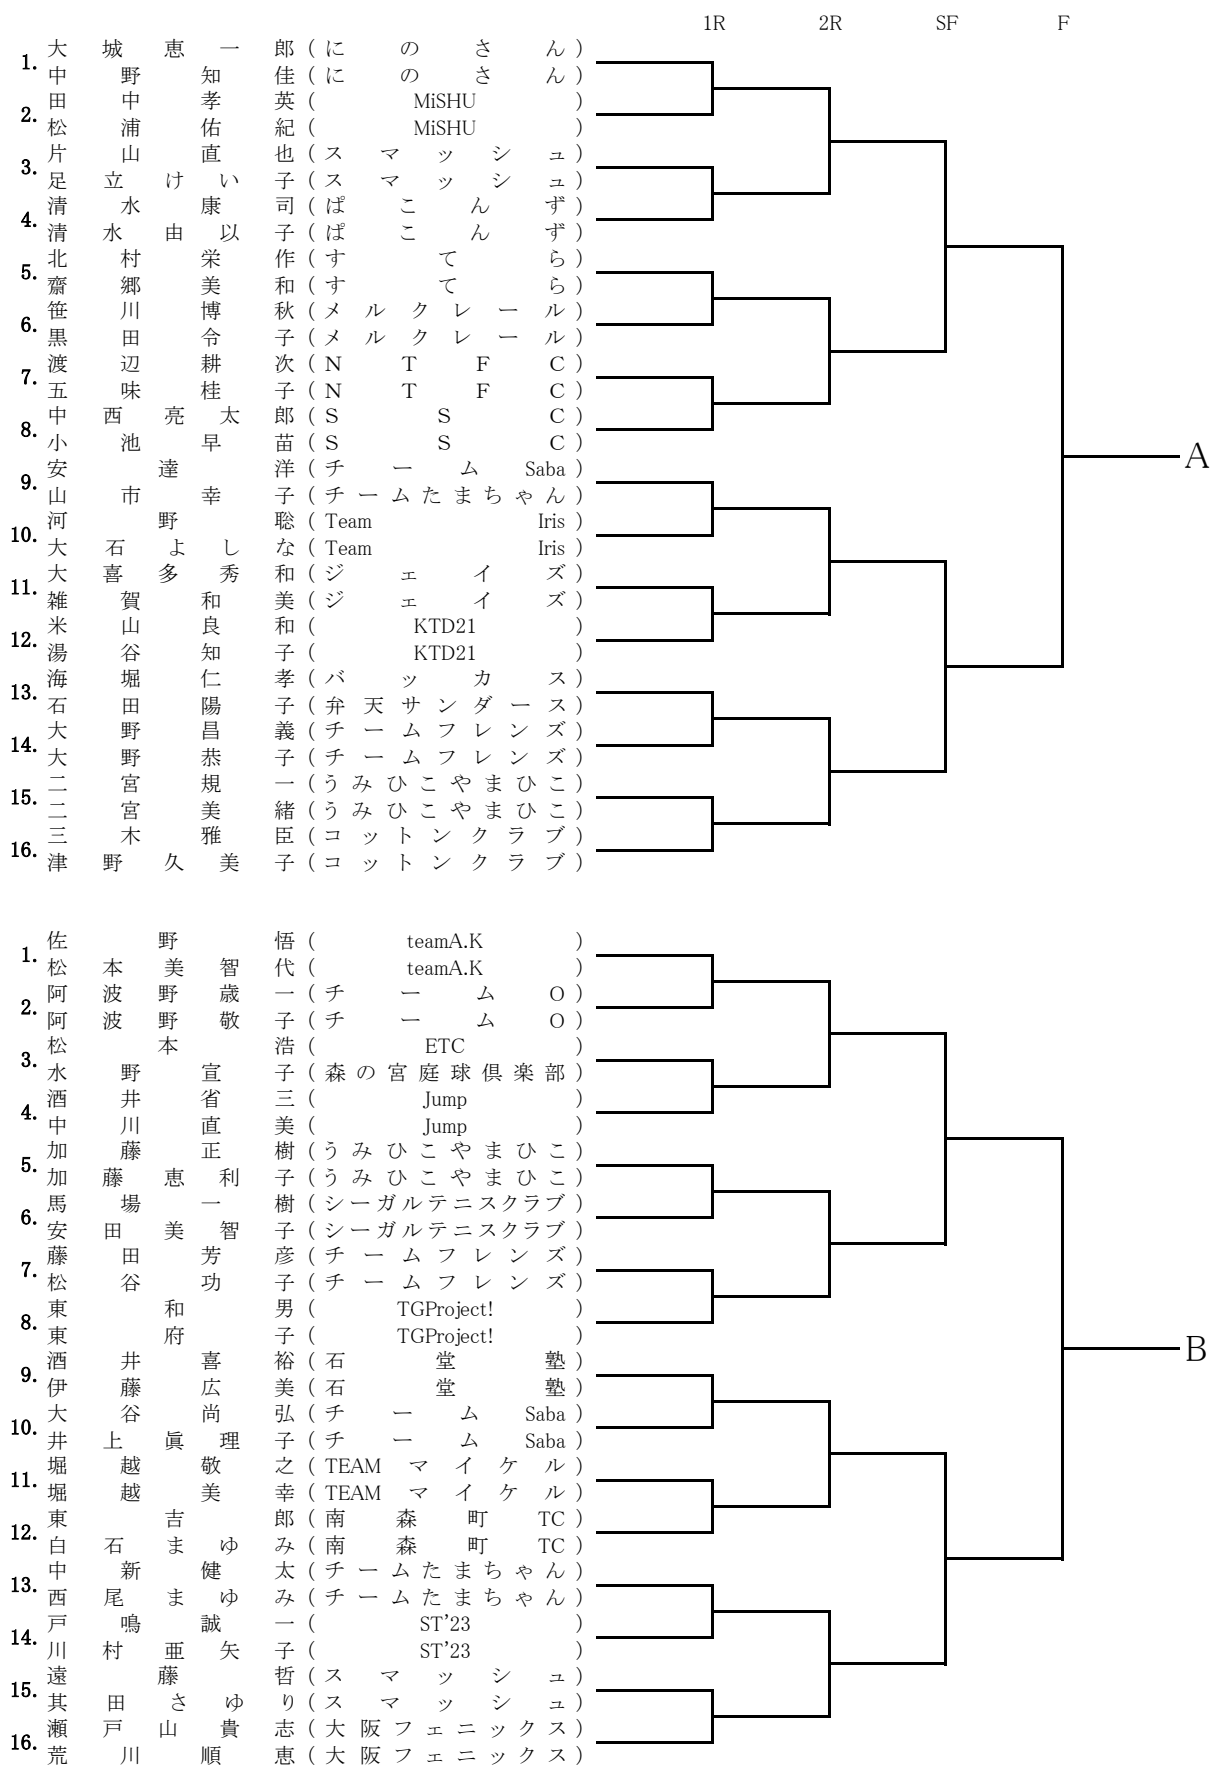 1R 2R SF F
1.
大城恵一郎(にのさん)
中野知佳(にのさん)
2.
田中孝英(MiSHU)
松浦佑紀(MiSHU)
3.
片山直也(スマッシュ)
足立けい子(スマッシュ)
4.
清水康司(ぱこんず)
清水由以子(ぱこんず)
5.
北村栄作(すてら)
齋郷美和(すてら)
6.
笹川博秋(メルクレール)
黒田令子(メルクレール)
7.
渡辺耕次(NTFC)
五味桂子(NTFC)
8.
中西亮太郎(SSC)
小池早苗(SSC)
9.
安達洋(チームSaba)
山市幸子(チームたまちゃん)
10.
河野聡(Team Iris)
大石よしな(Team Iris)
11.
大喜多秀和(ジェイズ)
雑賀和美(ジェイズ)
12.
米山良和(KTD21)
湯谷知子(KTD21)
13.
海堀仁孝(バッカス)
石田陽子(弁天サンダース)
14.
大野昌義(チームフレンズ)
大野恭子(チームフレンズ)
15.
二宮規一(うみひこやまひこ)
二宮美緒(うみひこやまひこ)
16.
三木雅臣(コットンクラブ)
津野久美子(コットンクラブ)
A
1.
佐野悟(teamA.K)
松本美智代(teamA.K)
2.
阿波野歳一(チームO)
阿波野敬子(チームO)
3.
松本浩(ETC)
水野宣子(森の宮庭球倶楽部)
4.
酒井省三(Jump)
中川直美(Jump)
5.
加藤正樹(うみひこやまひこ)
加藤恵利子(うみひこやまひこ)
6.
馬場一樹(シーガルテニスクラブ)
安田美智子(シーガルテニスクラブ)
7.
藤田芳彦(チームフレンズ)
松谷功子(チームフレンズ)
8.
東和男(TGProject!)
東府子(TGProject!)
9.
酒井喜裕(石堂塾)
伊藤広美(石堂塾)
10.
大谷尚弘(チームSaba)
井上眞理子(チームSaba)
11.
堀越敬之(TEAMマイケル)
堀越美幸(TEAMマイケル)
12.
東吉郎(南森町TC)
白石まゆみ(南森町TC)
13.
中新健太(チームたまちゃん)
西尾まゆみ(チームたまちゃん)
14.
戸鳴誠一(ST’23)
川村亜矢子(ST’23)
15.
遠藤哲(スマッシュ)
其田さゆり(スマッシュ)
16.
瀬戸山貴志(大阪フェニックス)
荒川順恵(大阪フェニックス)
B